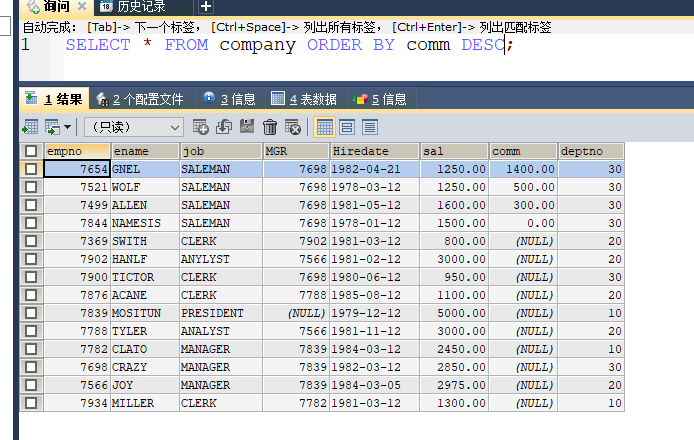 询问 历史记录
自动完成： [Tab]-> 下一个标签， [Ctrl+Space]-> 列出所有标签， [Ctrl+Enter]-> 列出匹配标签
1 SELECT * FROM company ORDER BY comm DESC;
1 结果 2 个配置文件 3 信息 4 表数据 5 信息
（只读）
empno ename job MGR Hiredate sal comm deptno
7654 GNEL SALEMAN 7698 1982-04-21 1250.00 1400.00 30
7521 WOLF SALEMAN 7698 1978-03-12 1250.00 500.00 30
7499 ALLEN SALEMAN 7698 1981-05-12 1600.00 300.00 30
7844 NAMESIS SALEMAN 7698 1978-01-12 1500.00 0.00 30
7369 SWITH CLERK 7902 1981-03-12 800.00 (NULL) 20
7902 HANLF ANYLYST 7566 1981-02-12 3000.00 (NULL) 20
7900 TICTOR CLERK 7698 1980-06-12 950.00 (NULL) 30
7876 ACANE CLERK 7788 1985-08-12 1100.00 (NULL) 20
7839 MOSITUN PRESIDENT (NULL) 1979-12-12 5000.00 (NULL) 10
7788 TYLER ANALYST 7566 1981-11-12 3000.00 (NULL) 20
7782 CLATO MANAGER 7839 1984-03-12 2450.00 (NULL) 10
7698 CRAZY MANAGER 7839 1982-03-12 2850.00 (NULL) 30
7566 JOY MANAGER 7839 1984-03-05 2975.00 (NULL) 20
7934 MILLER CLERK 7782 1981-03-12 1300.00 (NULL) 10